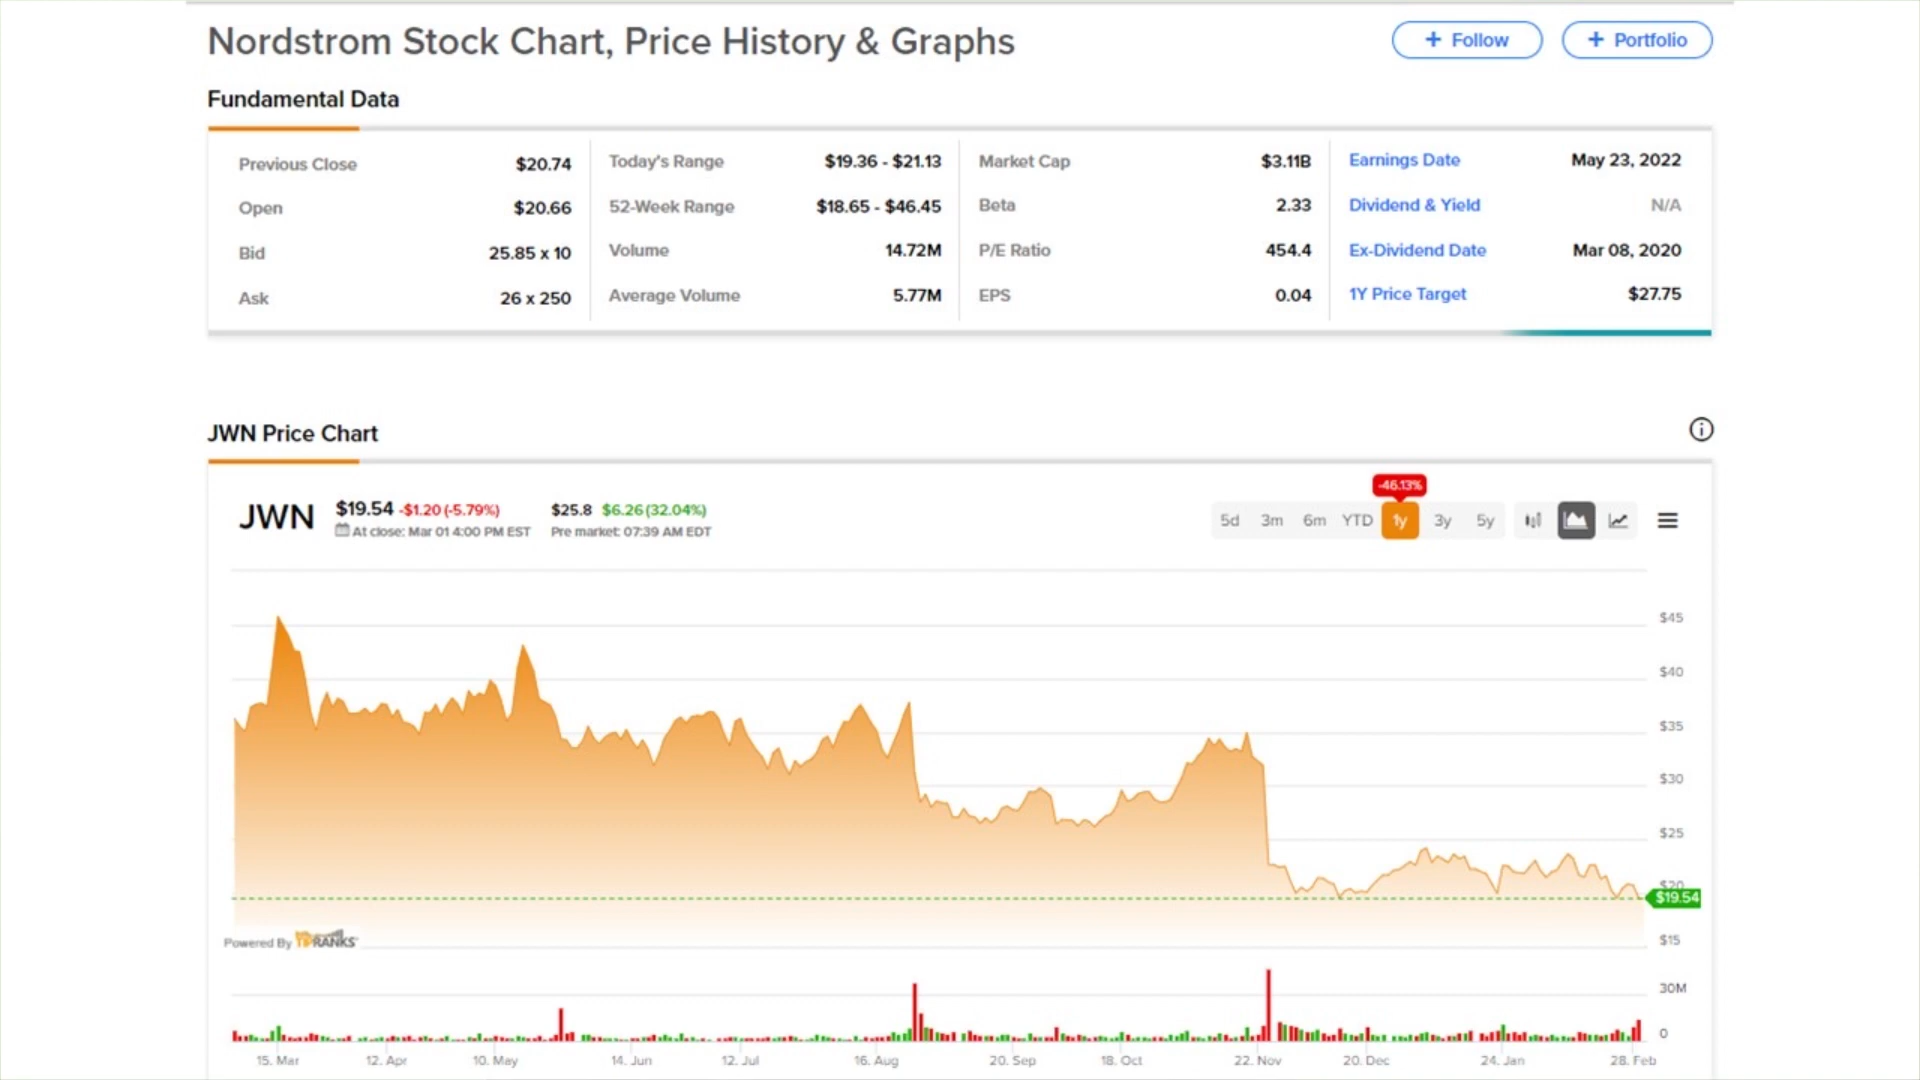 Nordstrom Stock Chart, Price History & Graphs
+ Follow
+ Portfolio
Fundamental Data
Previous Close $20.74
Open $20.66
Bid 25.85 x 10
Ask 26 x 250
Today's Range $19.36 - $21.13
52-Week Range $18.65 - $46.45
Volume 14.72M
Average Volume 5.77M
Market Cap $3.11B
Beta 2.33
P/E Ratio 454.4
EPS 0.04
Earnings Date May 23, 2022
Dividend & Yield N/A
Ex-Dividend Date Mar 08, 2020
1Y Price Target $27.75
JWN Price Chart
-46.13%
JWN $19.54 -$1.20 (-5.79%) $25.8 $6.26 (32.04%)
At close: Mar 01 4:00 PM EST Pre market: 07:39 AM EDT
5d 3m 6m YTD 1y 3y 5y
$45
$40
$35
$30
$25
$20
$19.54
$15
Powered By TIPRANKS
30M
0
15. Mar 12. Apr 10. May 14. Jun 12. Jul 16. Aug 20. Sep 18. Oct 22. Nov 20. Dec 24. Jan 28. Feb